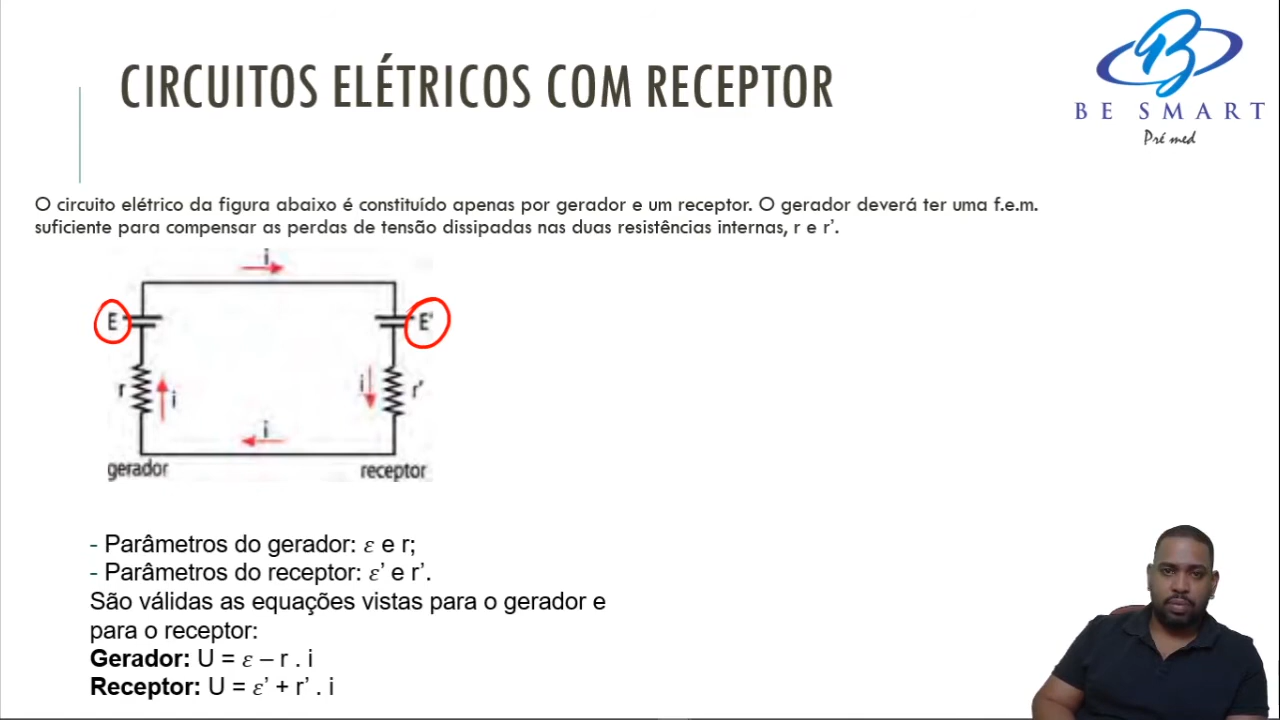 CIRCUITOS ELÉTRICOS COM RECEPTOR
BE SMART
Pré med
O circuito elétrico da figura abaixo é constituído apenas por gerador e um receptor. O gerador deverá ter uma f.e.m.
suficiente para compensar as perdas de tensão dissipadas nas duas resistências internas, r e r’.
i
E
E'
r
i
i
r'
i
gerador
receptor
- Parâmetros do gerador: ε e r;
- Parâmetros do receptor: ε’ e r’.
São válidas as equações vistas para o gerador e
para o receptor:
Gerador: U = ε – r . i
Receptor: U = ε’ + r’ . i